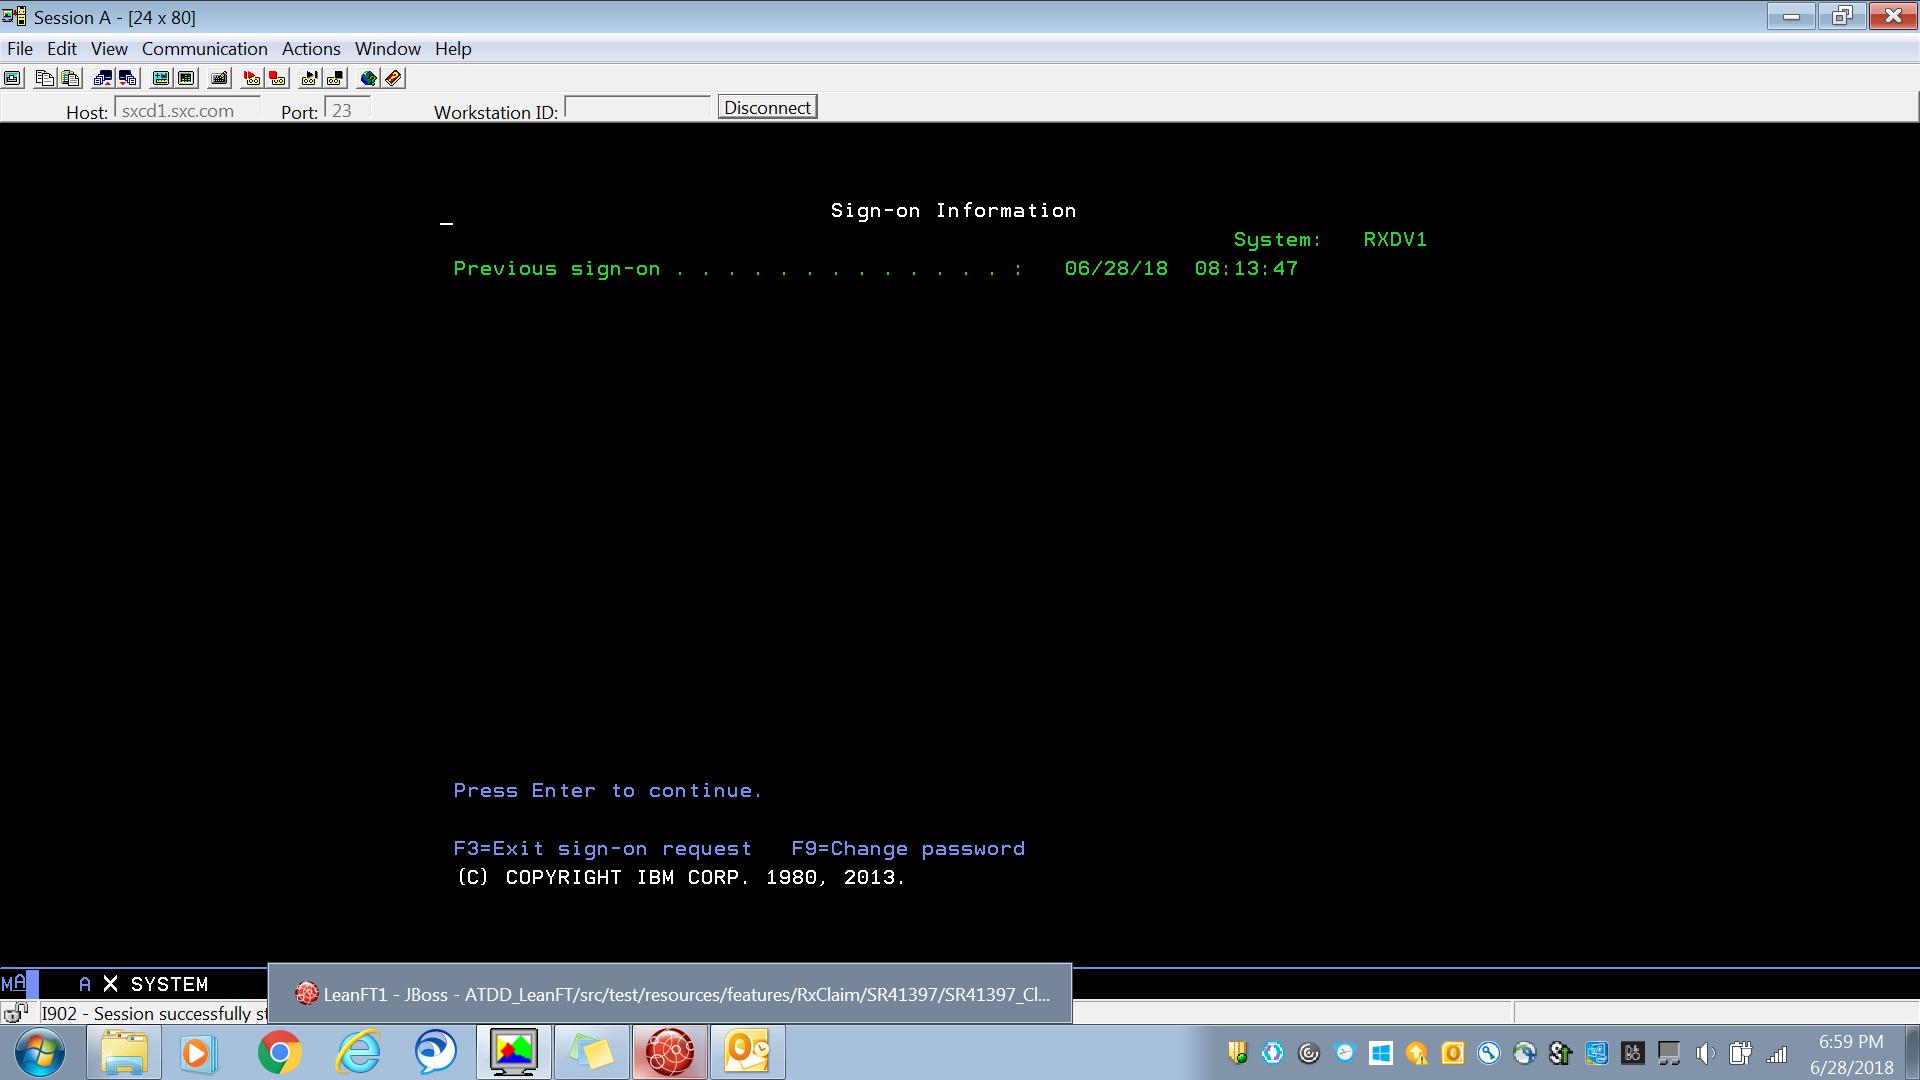 Session A - [24 x 80]
File Edit View Communication Actions Window Help
Host: sxcd1.sxc.com Port: 23 Workstation ID: Disconnect
Sign-on Information
System: RXDV1
Previous sign-on . . . . . . . . . . . . . : 06/28/18 08:13:47
Press Enter to continue.
F3=Exit sign-on request F9=Change password
(C) COPYRIGHT IBM CORP. 1980, 2013.
MA A X SYSTEM
LeanFT1 - JBoss - ATDD_LeanFT/src/test/resources/features/RxClaim/SR41397/SR41397_Cl...
I902 - Session successfully st
6:59 PM
6/28/2018